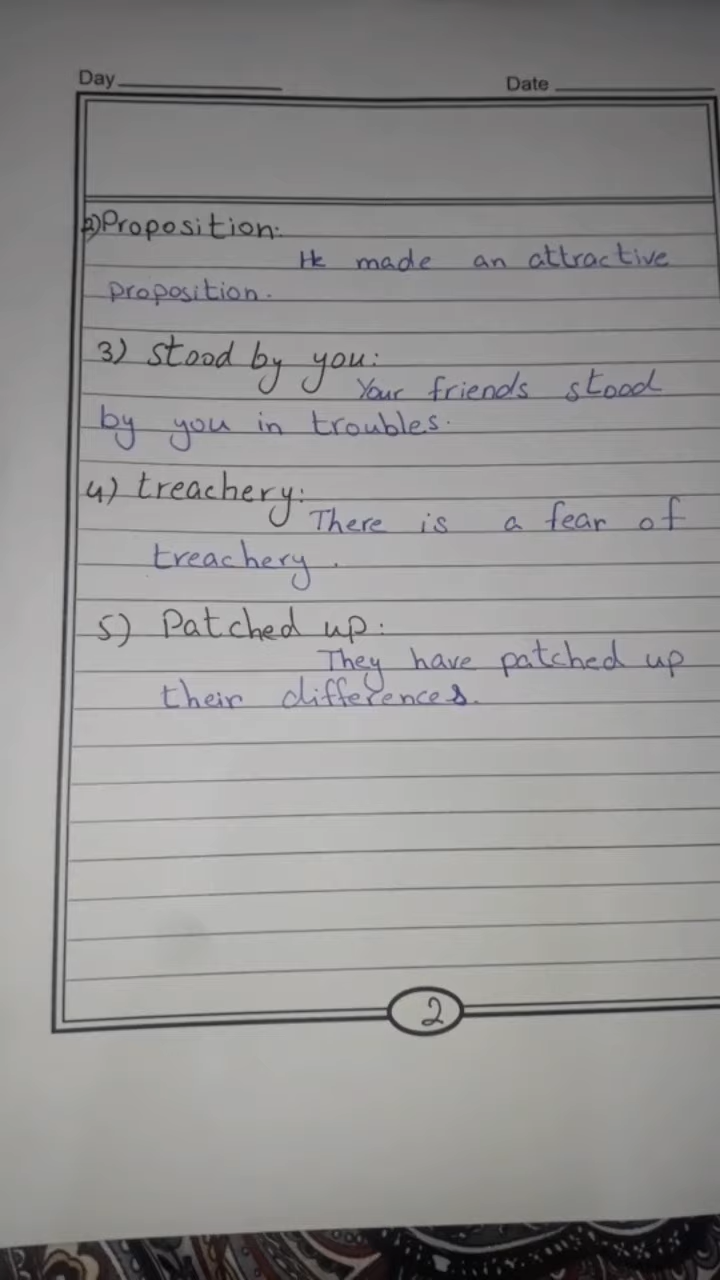 Day Date
2)Proposition:
He made an attractive
proposition.
3) stood by you:
Your friends stood
by you in troubles.
4) treachery:
There is a fear of
treachery.
5) Patched up:
They have patched up
their differences.
2